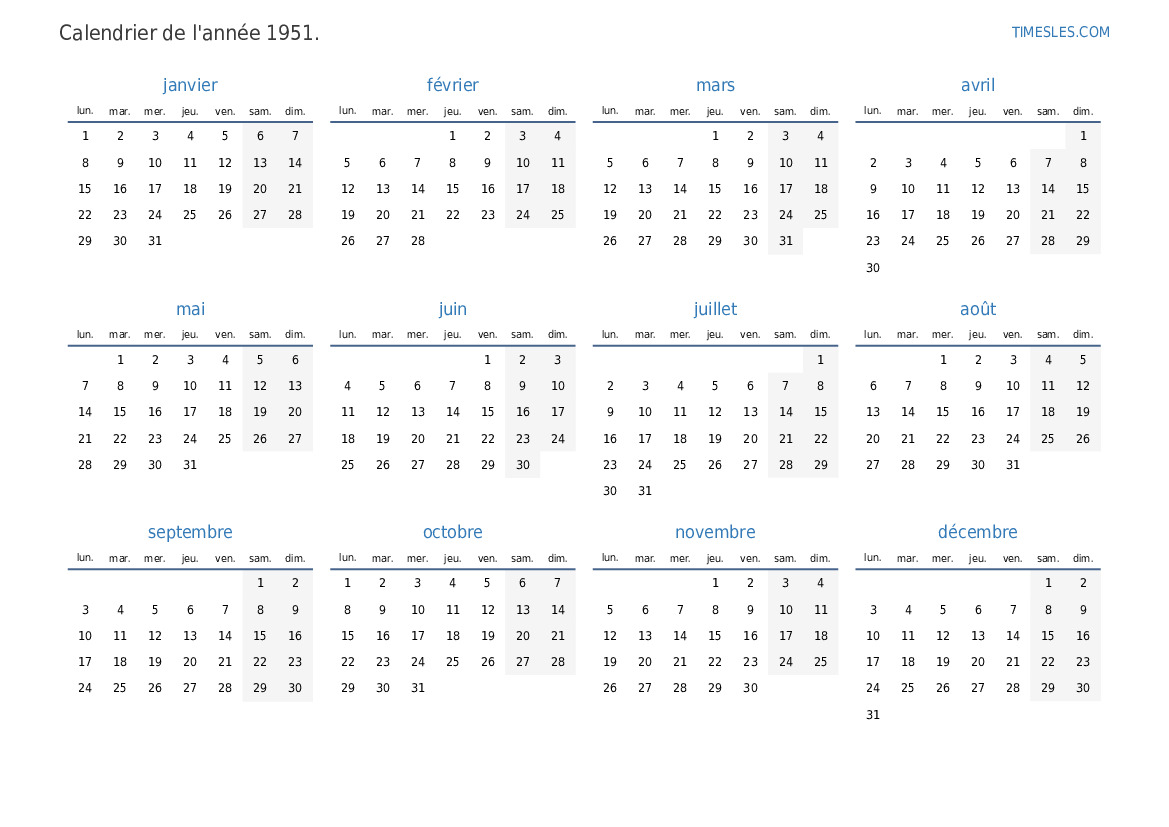 Calendrier de l'année 1951. TIMESLES.COM
janvier février mars avril
lun. mar. mer. jeu. ven. sam. dim. lun. mar. mer. jeu. ven. sam. dim. lun. mar. mer. jeu. ven. sam. dim. lun. mar. mer. jeu. ven. sam. dim.
1 2 3 4 5 6 7 1 2 3 4 1 2 3 4 1
8 9 10 11 12 13 14 5 6 7 8 9 10 11 5 6 7 8 9 10 11 2 3 4 5 6 7 8
15 16 17 18 19 20 21 12 13 14 15 16 17 18 12 13 14 15 16 17 18 9 10 11 12 13 14 15
22 23 24 25 26 27 28 19 20 21 22 23 24 25 19 20 21 22 23 24 25 16 17 18 19 20 21 22
29 30 31 26 27 28 26 27 28 29 30 31 23 24 25 26 27 28 29
30
mai juin juillet août
lun. mar. mer. jeu. ven. sam. dim. lun. mar. mer. jeu. ven. sam. dim. lun. mar. mer. jeu. ven. sam. dim. lun. mar. mer. jeu. ven. sam. dim.
1 2 3 4 5 6 1 2 3 1 1 2 3 4 5
7 8 9 10 11 12 13 4 5 6 7 8 9 10 2 3 4 5 6 7 8 6 7 8 9 10 11 12
14 15 16 17 18 19 20 11 12 13 14 15 16 17 9 10 11 12 13 14 15 13 14 15 16 17 18 19
21 22 23 24 25 26 27 18 19 20 21 22 23 24 16 17 18 19 20 21 22 20 21 22 23 24 25 26
28 29 30 31 25 26 27 28 29 30 23 24 25 26 27 28 29 27 28 29 30 31
30 31
septembre octobre novembre décembre
lun. mar. mer. jeu. ven. sam. dim. lun. mar. mer. jeu. ven. sam. dim. lun. mar. mer. jeu. ven. sam. dim. lun. mar. mer. jeu. ven. sam. dim.
1 2 1 2 3 4 5 6 7 1 2 3 4 1 2
3 4 5 6 7 8 9 8 9 10 11 12 13 14 5 6 7 8 9 10 11 3 4 5 6 7 8 9
10 11 12 13 14 15 16 15 16 17 18 19 20 21 12 13 14 15 16 17 18 10 11 12 13 14 15 16
17 18 19 20 21 22 23 22 23 24 25 26 27 28 19 20 21 22 23 24 25 17 18 19 20 21 22 23
24 25 26 27 28 29 30 29 30 31 26 27 28 29 30 24 25 26 27 28 29 30
31